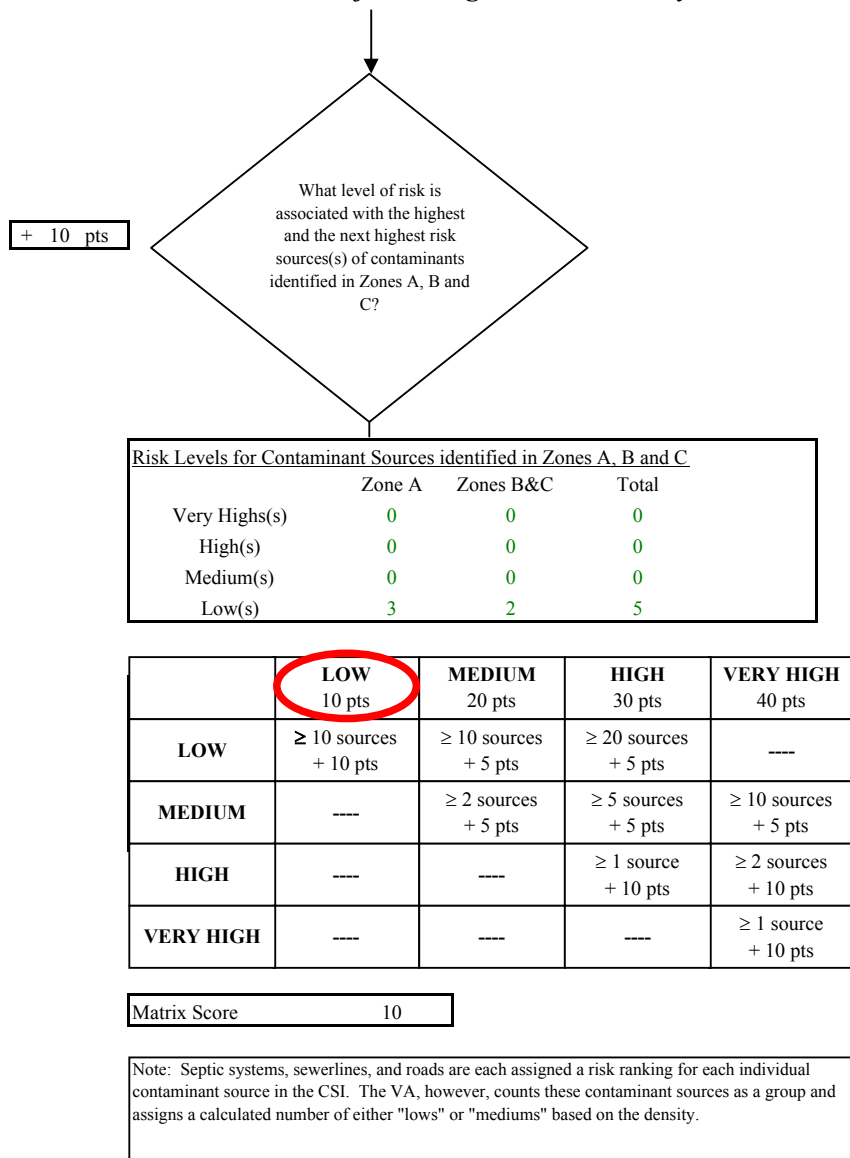 What level of risk is
associated with the highest
and the next highest risk
sources(s) of contaminants
identified in Zones A, B and
C?
+ 10 pts
Risk Levels for Contaminant Sources identified in Zones A, B and C
Zone A Zones B&C Total
Very Highs(s) 0 0 0
High(s) 0 0 0
Medium(s) 0 0 0
Low(s) 3 2 5
LOW MEDIUM HIGH VERY HIGH
10 pts 20 pts 30 pts 40 pts
LOW ≥ 10 sources ≥ 10 sources ≥ 20 sources ----
+ 10 pts + 5 pts + 5 pts
MEDIUM ---- ≥ 2 sources ≥ 5 sources ≥ 10 sources
+ 5 pts + 5 pts + 5 pts
HIGH ---- ---- ≥ 1 source ≥ 2 sources
+ 10 pts + 10 pts
VERY HIGH ---- ---- ---- ≥ 1 source
+ 10 pts
Matrix Score 10
Note: Septic systems, sewerlines, and roads are each assigned a risk ranking for each individual
contaminant source in the CSI. The VA, however, counts these contaminant sources as a group and
assigns a calculated number of either "lows" or "mediums" based on the density.